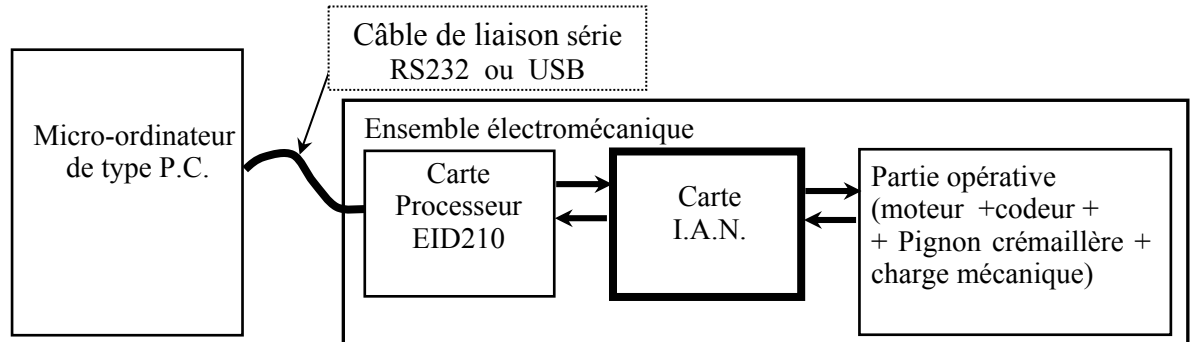 Câble de liaison série
RS232 ou USB
Micro-ordinateur
de type P.C.
Ensemble électromécanique
Carte
Processeur
EID210
Carte
I.A.N.
Partie opérative
(moteur +codeur +
+ Pignon crémaillère +
charge mécanique)